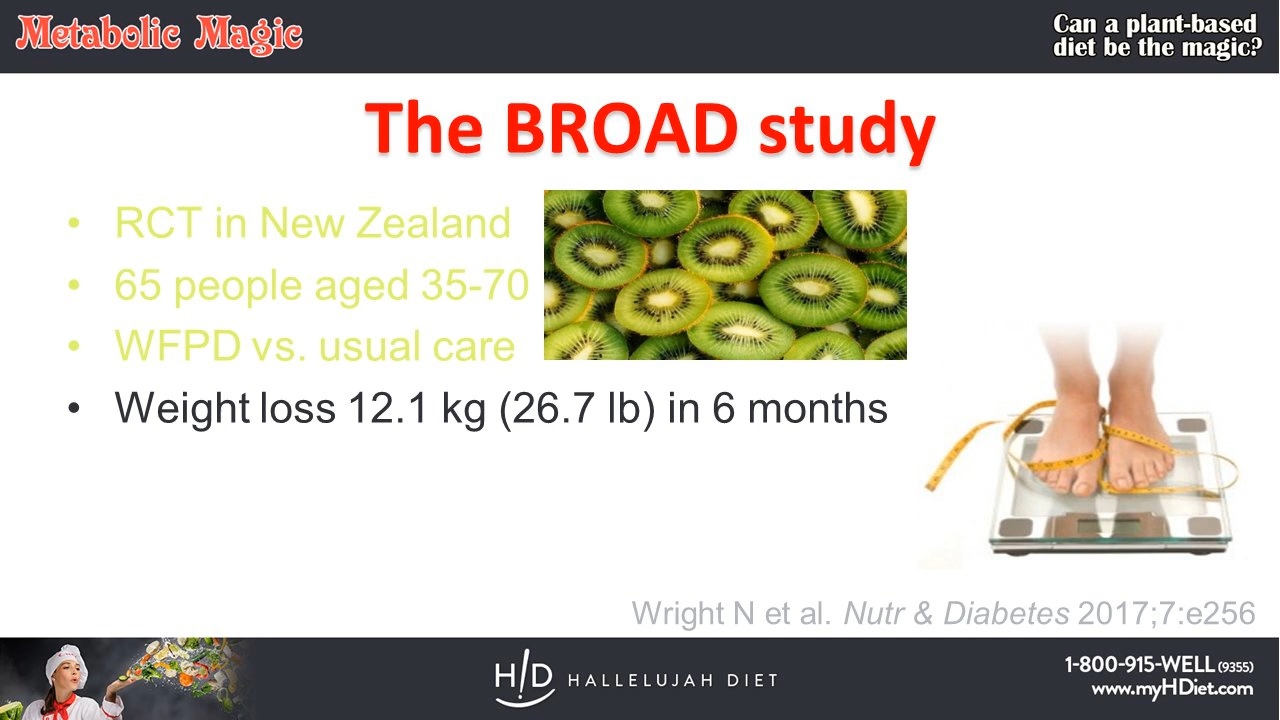 Metabolic Magic
Can a plant-based
diet be the magic?
The BROAD study
• RCT in New Zealand
• 65 people aged 35-70
• WFPD vs. usual care
• Weight loss 12.1 kg (26.7 lb) in 6 months
Wright N et al. Nutr & Diabetes 2017;7:e256
H!D HALLELUJAH DIET
1-800-915-WELL (9355)
www.myHDiet.com